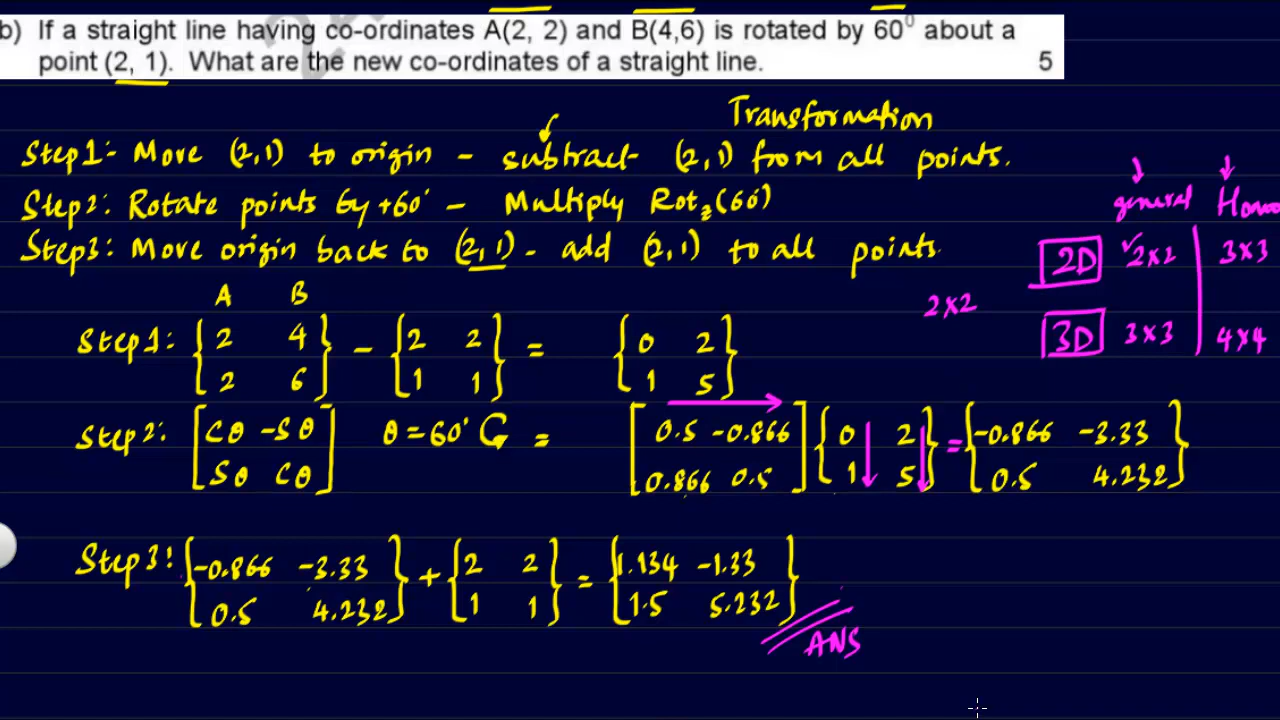 b) If a straight line having co-ordinates A(2, 2) and B(4,6) is rotated by 60⁰ about a
point (2, 1). What are the new co-ordinates of a straight line. 5
Transformation
Step1:- Move (2,1) to origin - subtract (2,1) from all points.
Step2: Rotate points by +60° - Multiply Rot₂(60)
Step3: Move origin back to (2,1) - add (2,1) to all points.
general Homo
2D 2x2 3x3
2x2
3D 3x3 4x4
A B
Step1: {2 4 - {2 2 = {0 2
2 6} 1 1} 1 5}
Step2: [Cθ -Sθ θ=60° = [0.5 -0.866 {0 2 = {-0.866 -3.33
Sθ Cθ] 0.866 0.5] 1 5} 0.5 4.232}
Step3: {-0.866 -3.33 + {2 2 = {1.134 -1.33
0.5 4.232} 1 1} 1.5 5.232}
ANS